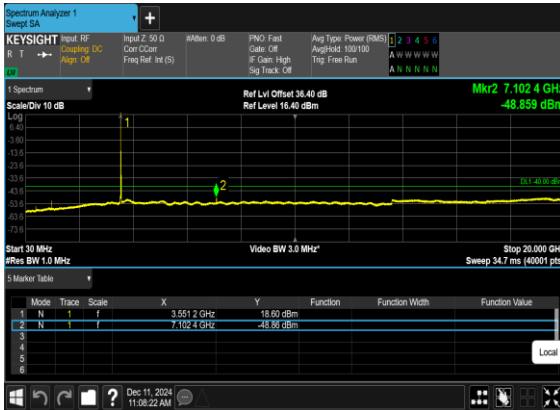 Spectrum Analyzer 1
Swept SA
+
KEYSIGHT Input: RF Input Z: 50 Ω #Atten: 0 dB PNO: Fast Avg Type: Power (RMS) 1 2 3 4 5 6
R T Coupling: DC Corr CCorr Gate: Off Avg|Hold: 100/100 A W W W W W
Align: Off Freq Ref: Int (S) IF Gain: High Trig: Free Run
Sig Track: Off A N N N N N
1 Spectrum
Scale/Div 10 dB
Ref Lvl Offset 36.40 dB
Ref Level 16.40 dBm
Mkr2 7.102 4 GHz
-48.859 dBm
Log
6.40
-3.60
-13.6
-23.6
-33.6
-43.6
-53.6
-63.6
-73.6
1
2
DL1 -40.00 dBm
Start 30 MHz Video BW 3.0 MHz* Stop 20.000 GHz
#Res BW 1.0 MHz Sweep 34.7 ms (40001 pts)
5 Marker Table
Mode Trace Scale X Y Function Function Width Function Value
1 N 1 f 3.551 2 GHz 18.60 dBm
2 N 1 f 7.102 4 GHz -48.86 dBm
3
4
5
6
Local
? Dec 11, 2024
11:08:22 AM